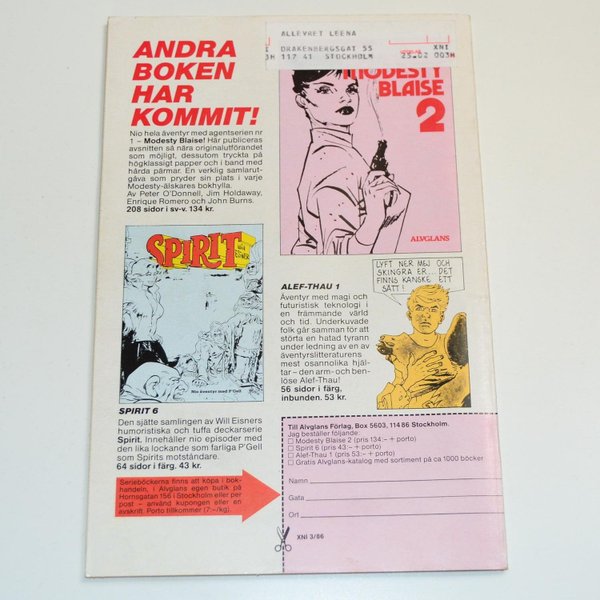 ALLEVRET LEENA
DRAKENBERGSGAT 55
XNI
3H 117 41 STOCKHOLM
25.02 003H
ANDRA
BOKEN
HAR
KOMMIT!
Nio hela äventyr med agentserien nr
1 – Modesty Blaise! Här publiceras
avsnitten så nära originalutförandet
som möjligt, dessutom tryckta på
högklassigt papper och i band med
hårda pärmar. En verklig samlarut-
gåva som pryder sin plats i varje
Modesty-älskares bokhylla.
Av Peter O'Donnell, Jim Holdaway,
Enrique Romero och John Burns.
208 sidor i sv-v. 134 kr.
MODESTY
BLAISE
2
ALVGLANS
SPIRIT
Nio äventyr med P'Gell
SPIRIT 6
Den sjätte samlingen av Will Eisners
humoristiska och tuffa deckarserie
Spirit. Innehåller nio episoder med
den lika lockande som farliga P'Gell
som Spirits motståndare.
64 sidor i färg. 43 kr.
ALEF-THAU 1
Äventyr med magi och
futuristisk teknologi i
en främmande värld
och tid. Underkuvade
folk går samman för att
störta en hatad tyrann
under ledning av en av
äventyrslitteraturens
mest osannolika hjäl-
tar – den arm- och ben-
löse Alef-Thau!
56 sidor i färg,
inbunden. 53 kr.
LYFT NER MEJ OCH
SKINGRA ER... DET
FINNS KANSKE ETT
SÄTT!
Serieböckerna finns att köpa i bok-
handeln, i Alvglans egen butik på
Hornsgatan 156 i Stockholm eller per
post – använd kupongen eller en
avskrift. Porto tillkommer (7:–/kg).
Till Alvglans Förlag, Box 5603, 114 86 Stockholm.
Jag beställer följande:
Modesty Blaise 2 (pris 134:– + porto)
Spirit 6 (pris 43:– + porto)
Alef-Thau 1 (pris 53:– + porto)
Gratis Alvglans-katalog med sortiment på ca 1000 böcker
Namn
Gata
Ort
XNI 3/86